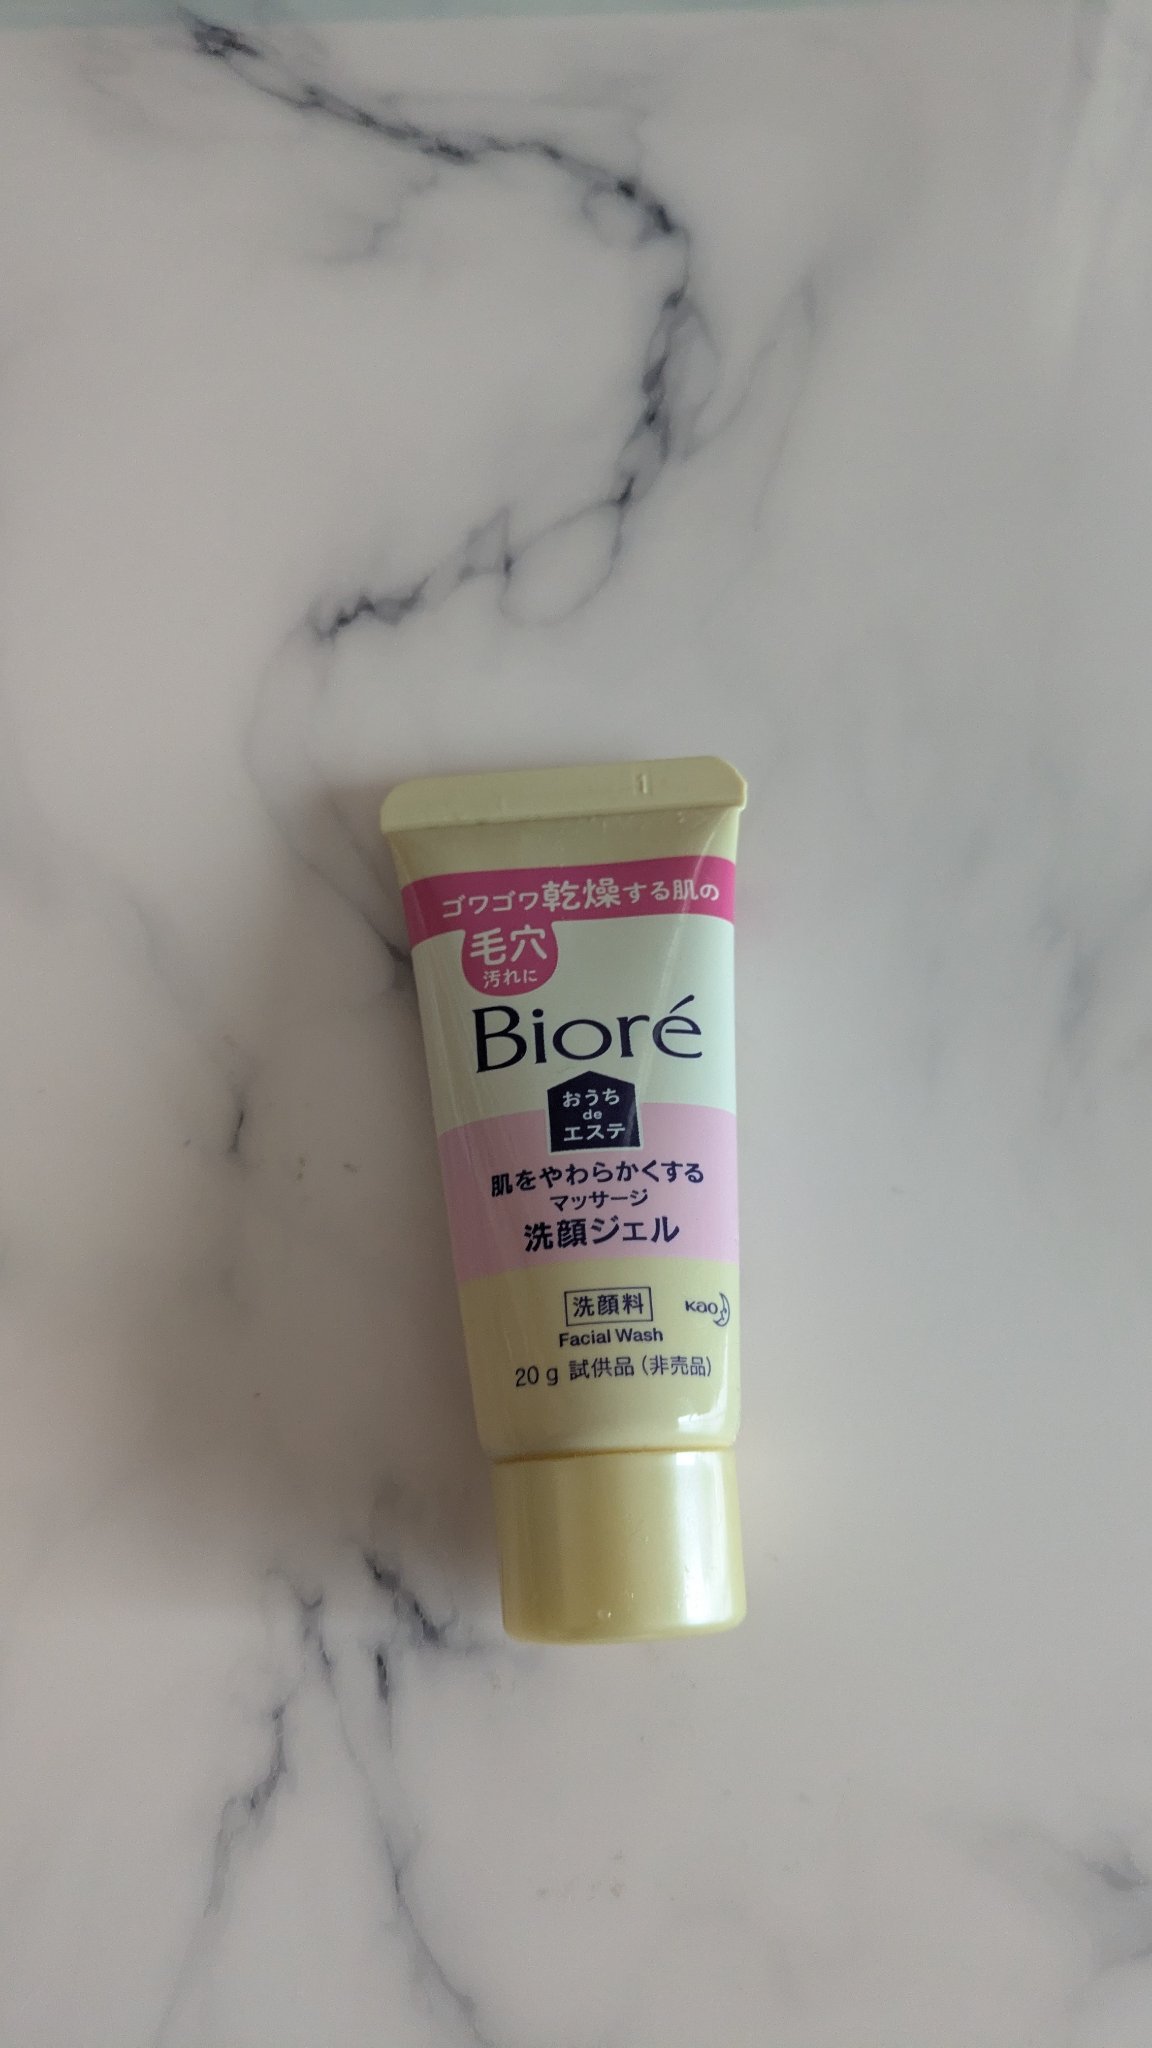 1
ゴワゴワ乾燥する肌の
毛穴
汚れに
Bioré
おうち
de
エステ
肌をやわらかくする
マッサージ
洗顔ジェル
洗顔料
Kao
Facial Wash
20g 試供品(非売品)